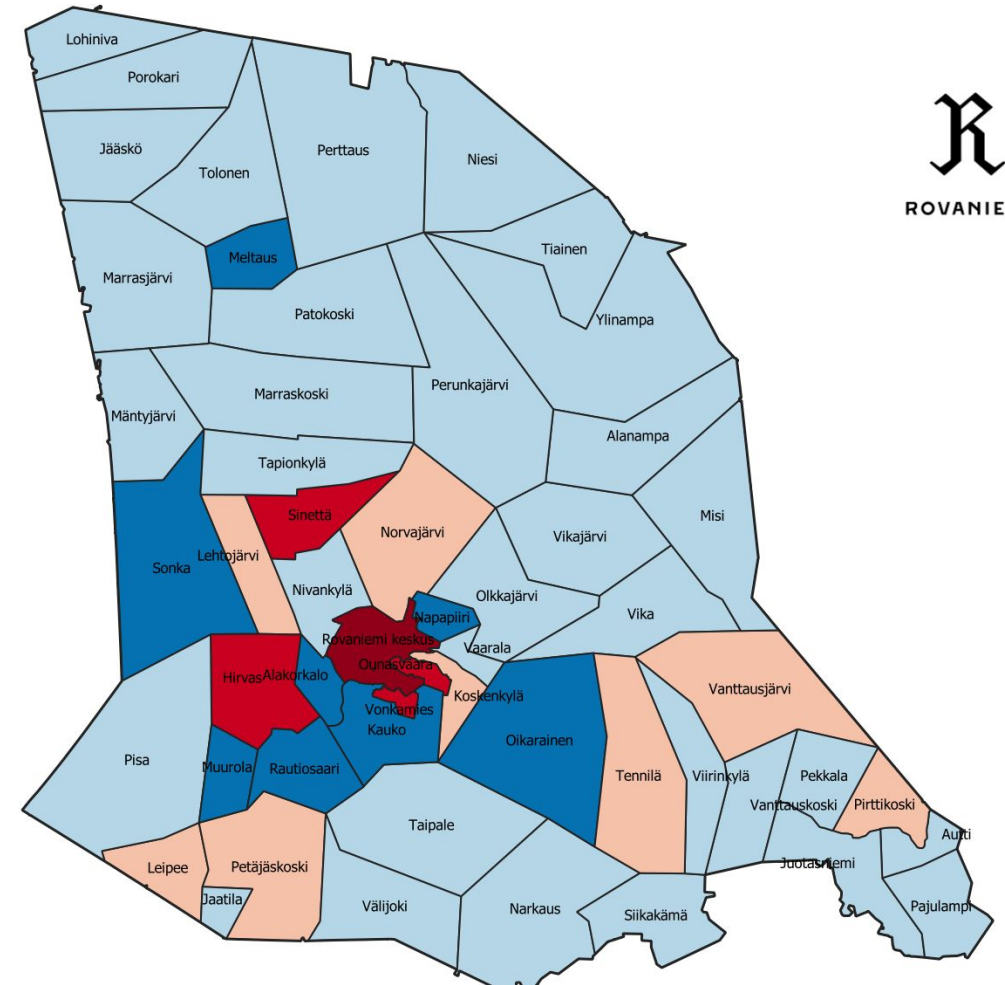 Lohiniva
Porokari
Jääskö
Perttaus
Niesi
Tolonen
R
ROVANIE
Tiainen
Meltaus
Marrasjärvi
Patokoski
Ylinampa
Perunkajärvi
Marraskoski
Mäntyjärvi
Alanampa
Tapionkylä
Sinettä
Misi
Norvajärvi
Vikajärvi
Lehtojärvi
Sonka
Nivankylä
Olkkajärvi
Napapiiri
Vika
Rovaniemi keskus
Vaarala
Ounasvaara
Hirvas
Alakorkalo
Koskenkylä
Vanttausjärvi
Vonkamies
Kauko
Oikarainen
Pisa
Muurola
Rautiosaari
Tennilä
Viirinkylä
Pekkala
Vanttauskoski
Pirttikoski
Taipale
Autti
Juotasniemi
Leipee
Petäjäskoski
Jaatila
Välijoki
Narkaus
Siikakämä
Pajulampi